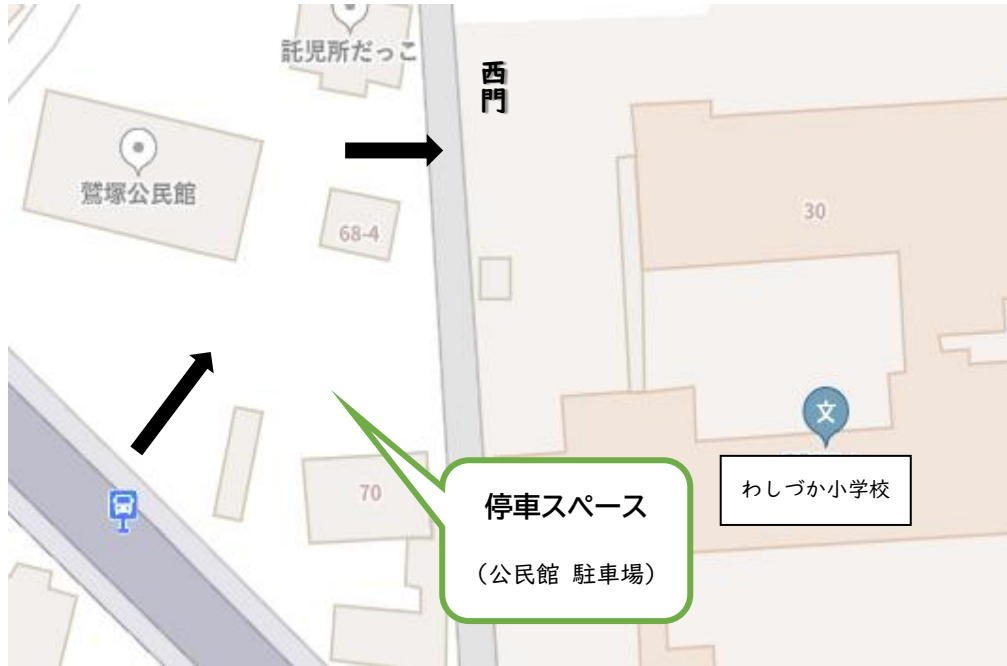 託児所だっこ
西門
鷲塚公民館
68-4
30
文
70
停車スペース
（公民館 駐車場）
わしづか小学校